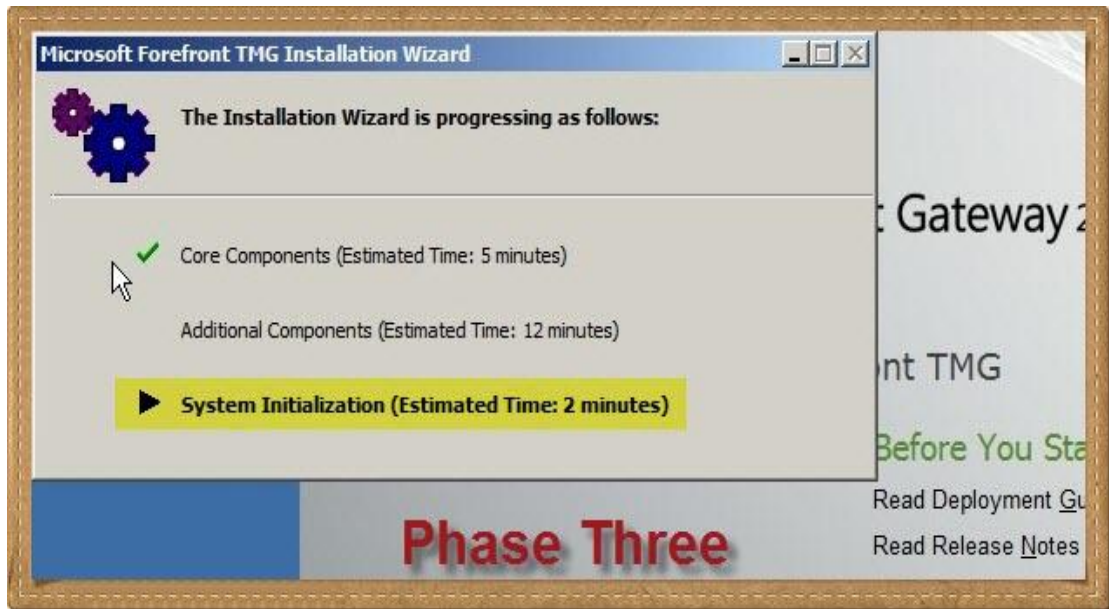 Microsoft Forefront TMG Installation Wizard
The Installation Wizard is progressing as follows:
Core Components (Estimated Time: 5 minutes)
Additional Components (Estimated Time: 12 minutes)
System Initialization (Estimated Time: 2 minutes)
Gateway
TMG
Before You
Read Deployment
Read Release Notes
Phase Three